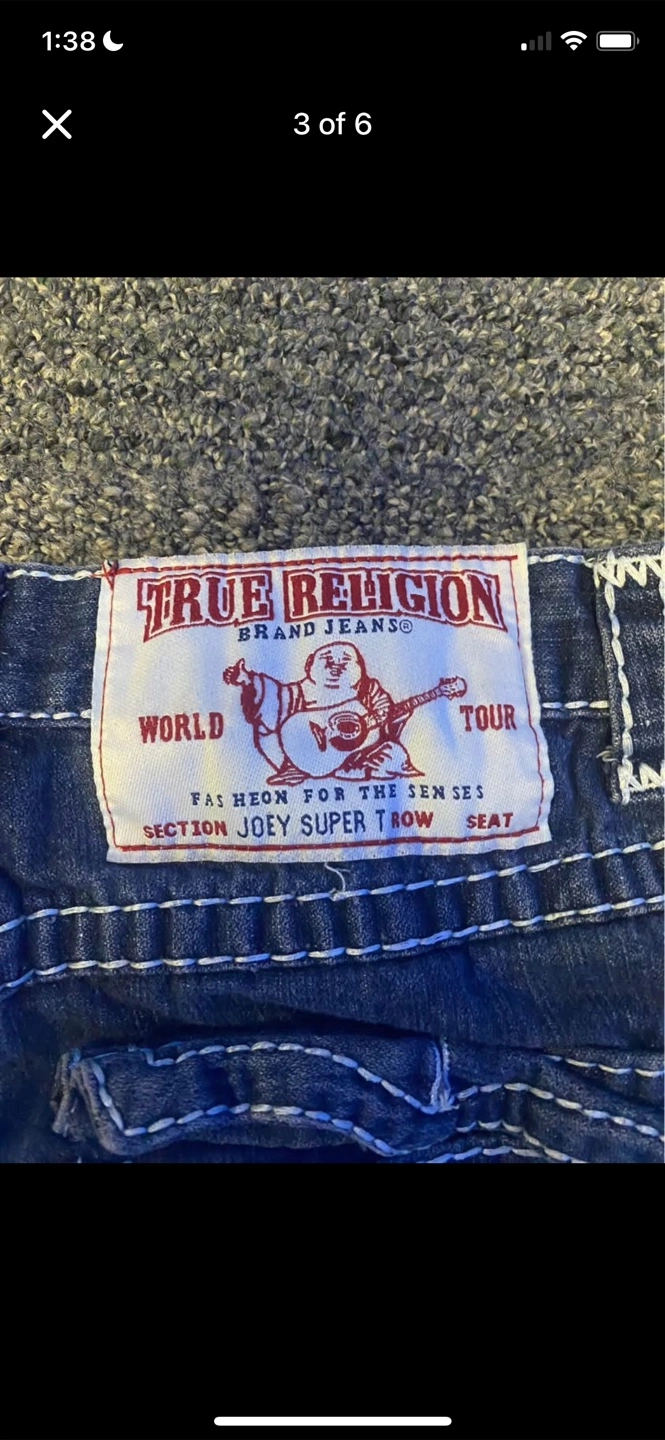 1:38
3 of 6
TRUE RELIGION
BRAND JEANS®
WORLD TOUR
FAS HEON FOR THE SEN SES
SECTION JOEY SUPER T ROW SEAT